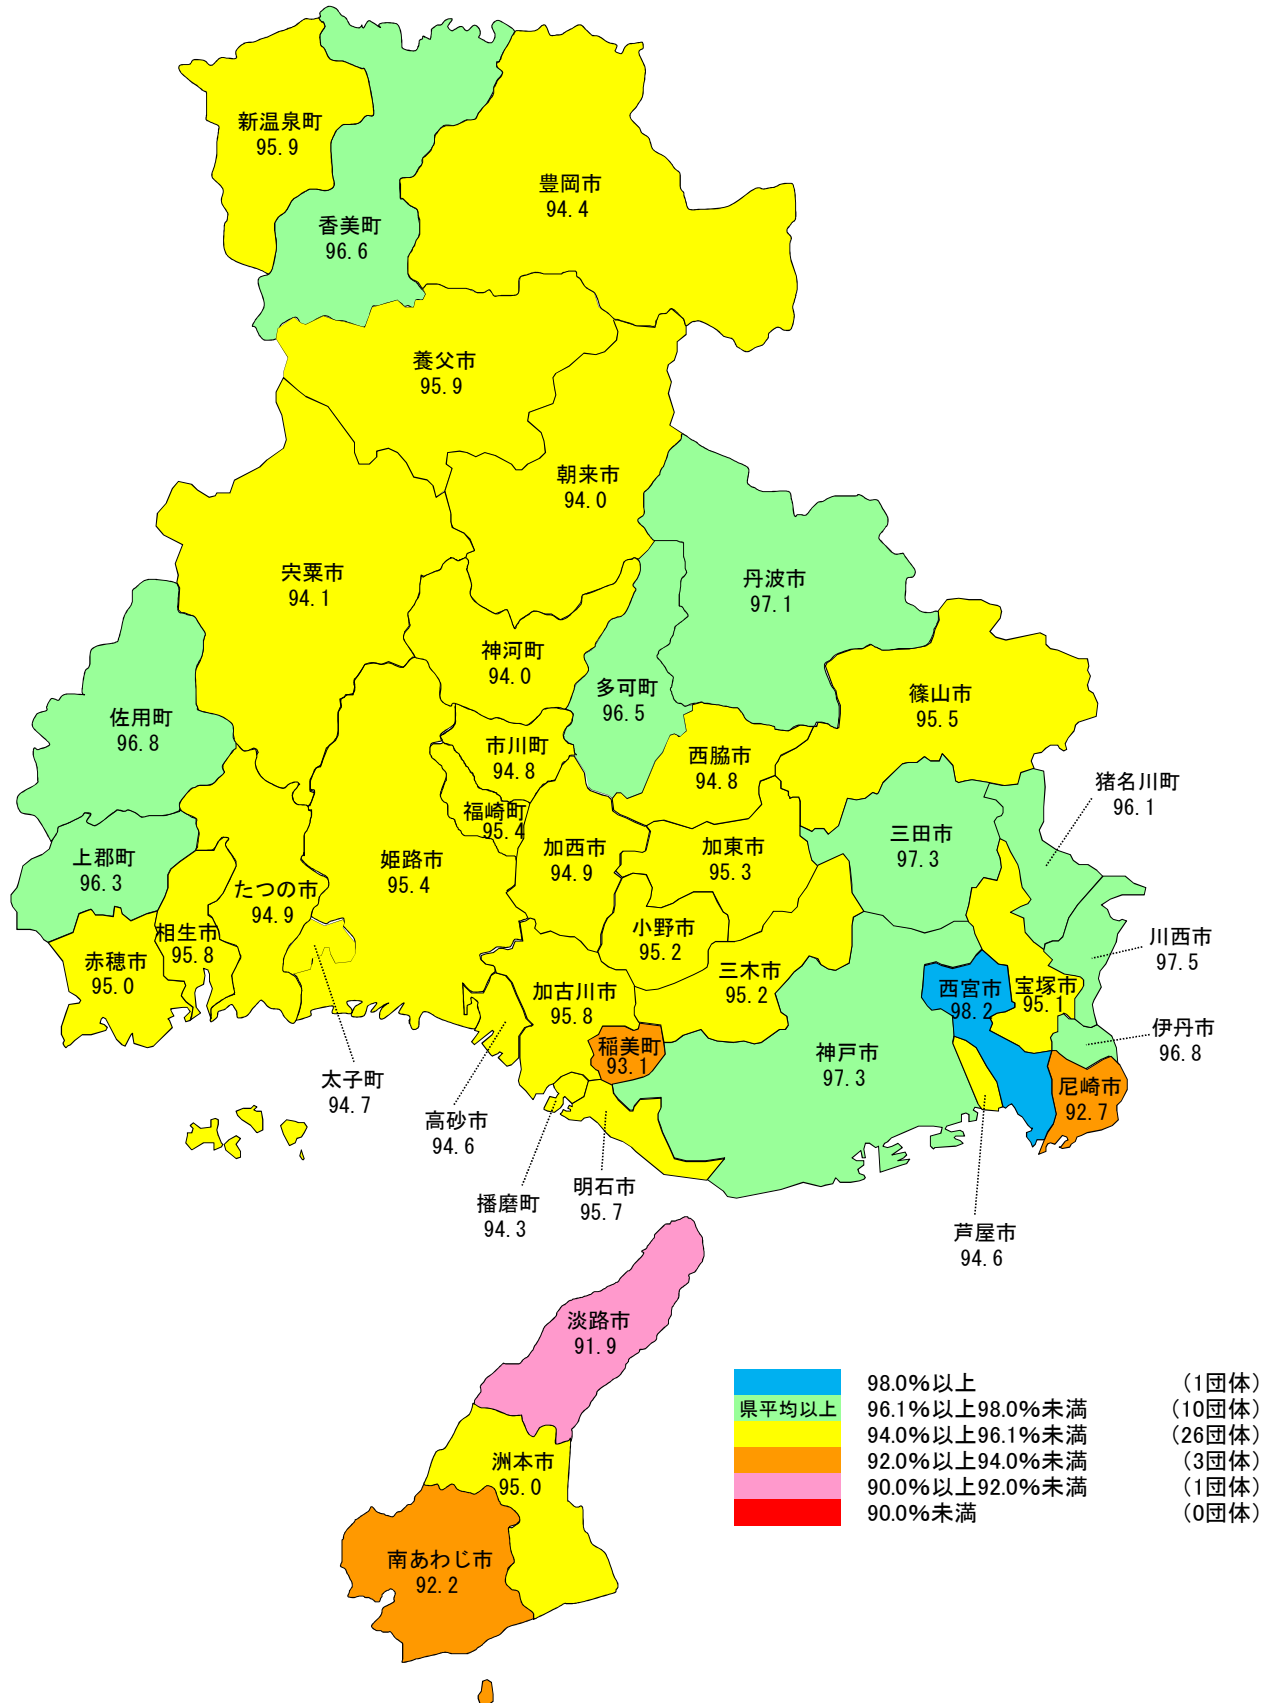 新温泉町
95.9
香美町
96.6
豊岡市
94.4
養父市
95.9
朝来市
94.0
宍粟市
94.1
丹波市
97.1
神河町
94.0
多可町
96.5
篠山市
95.5
佐用町
96.8
市川町
94.8
西脇市
94.8
猪名川町
96.1
福崎町
95.4
三田市
97.3
上郡町
96.3
姫路市
95.4
加西市
94.9
加東市
95.3
たつの市
94.9
相生市
95.8
赤穂市
95.0
小野市
95.2
三木市
95.2
川西市
97.5
西宮市
98.2
宝塚市
95.1
加古川市
95.8
伊丹市
96.8
稲美町
93.1
神戸市
97.3
尼崎市
92.7
太子町
94.7
高砂市
94.6
播磨町
94.3
明石市
95.7
芦屋市
94.6
淡路市
91.9
洲本市
95.0
南あわじ市
92.2
98.0%以上 (1団体)
県平均以上 96.1%以上98.0%未満 (10団体)
94.0%以上96.1%未満 (26団体)
92.0%以上94.0%未満 (3団体)
90.0%以上92.0%未満 (1団体)
90.0%未満 (0団体)